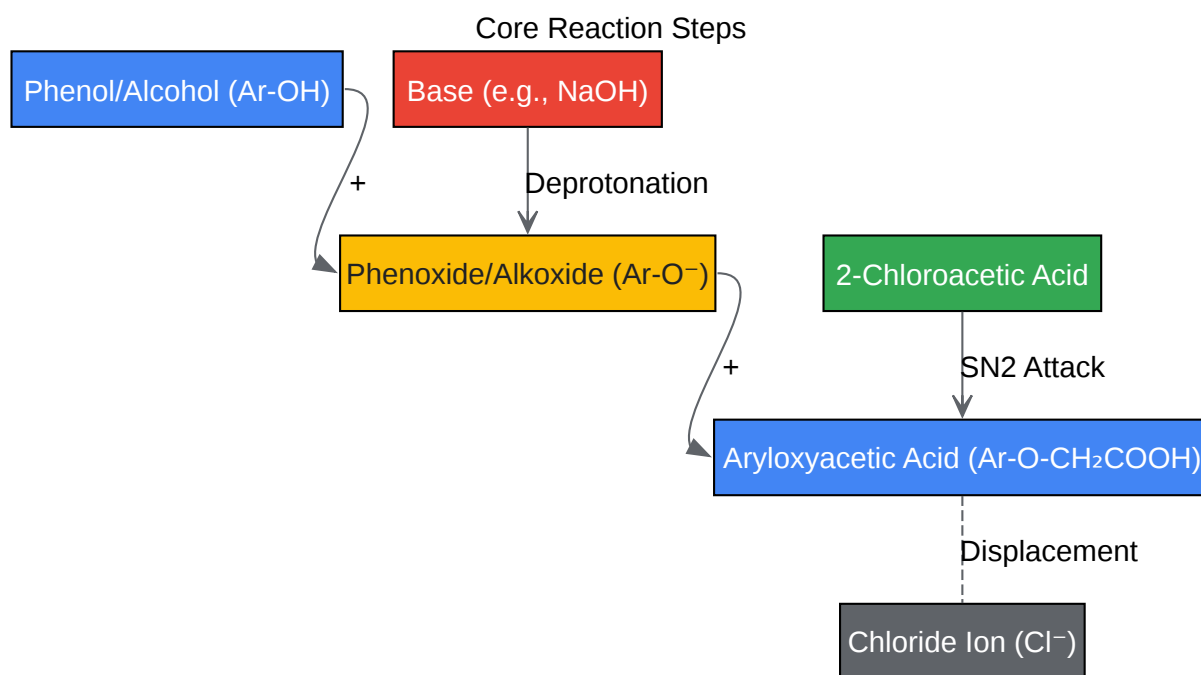 Core Reaction Steps
Phenol/Alcohol (Ar-OH)
Base (e.g., NaOH)
+
Deprotonation
Phenoxide/Alkoxide (Ar-O⁻)
2-Chloroacetic Acid
+
SN2 Attack
Aryloxyacetic Acid (Ar-O-CH₂COOH)
Displacement
Chloride Ion (Cl⁻)